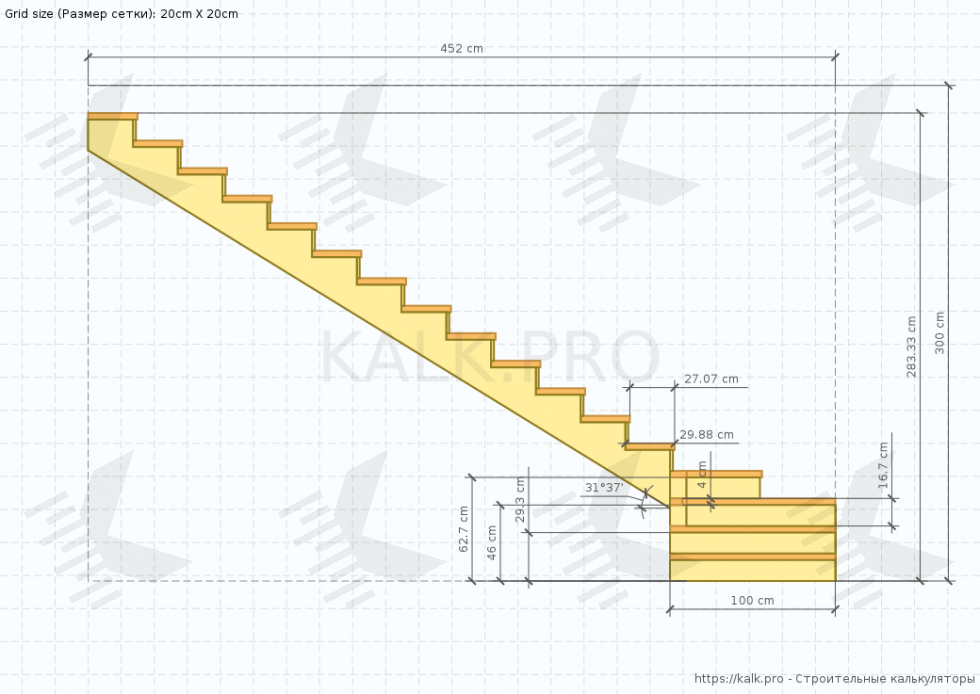 Grid size (Размер сетки): 20cm X 20cm
452 cm
283.33 cm
300 cm
KALK.PRO
27.07 cm
29.88 cm
16.7 cm
4 cm
31°37'
29.3 cm
62.7 cm
46 cm
100 cm
https://kalk.pro - Строительные калькуляторы